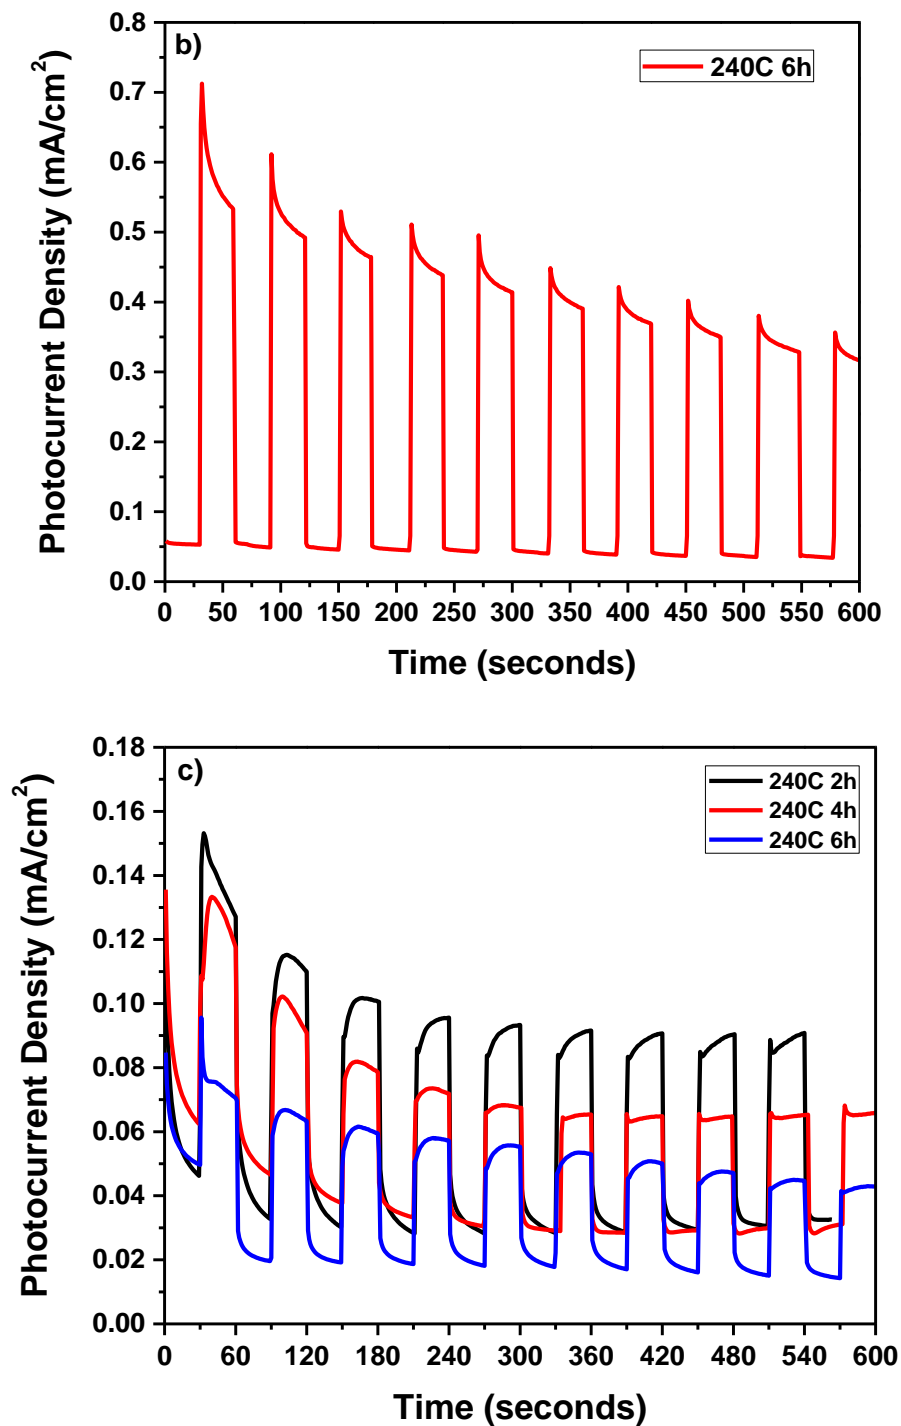 b)
240C 6h
Photocurrent Density (mA/cm²)
0.8
0.7
0.6
0.5
0.4
0.3
0.2
0.1
0.0
0 50 100 150 200 250 300 350 400 450 500 550 600
Time (seconds)
c)
240C 2h
240C 4h
240C 6h
Photocurrent Density (mA/cm²)
0.18
0.16
0.14
0.12
0.10
0.08
0.06
0.04
0.02
0.00
0 60 120 180 240 300 360 420 480 540 600
Time (seconds)